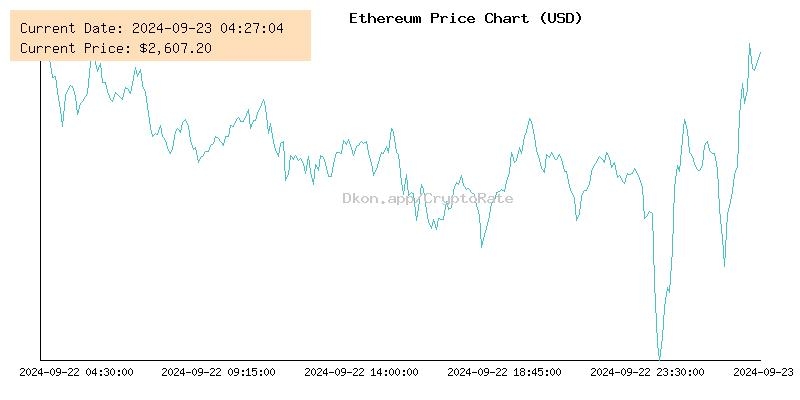 Ethereum Price Chart (USD)
Current Date: 2024-09-23 04:27:04
Current Price: $2,607.20
Dkon.app/CryptoRate
2024-09-22 04:30:00
2024-09-22 09:15:00
2024-09-22 14:00:00
2024-09-22 18:45:00
2024-09-22 23:30:00
2024-09-23